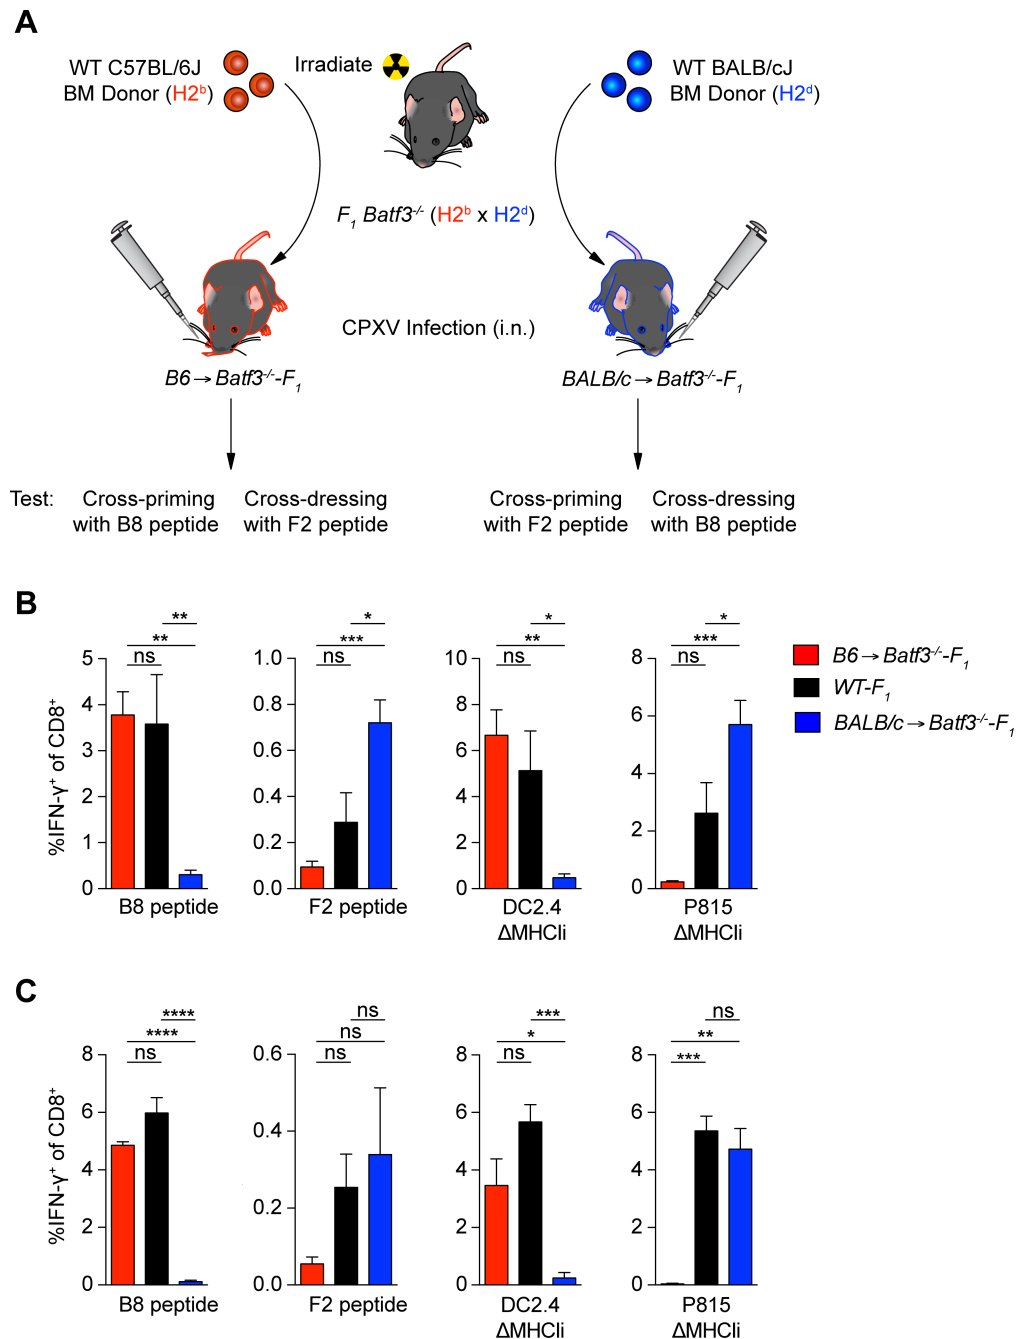 A
WT C57BL/6J
BM Donor (H2ᵇ)
Irradiate
WT BALB/cJ
BM Donor (H2ᵈ)
F₁ Batf3⁻/⁻ (H2ᵇ x H2ᵈ)
CPXV Infection (i.n.)
B6→Batf3⁻/⁻-F₁
BALB/c→Batf3⁻/⁻-F₁
Test:
Cross-priming
with B8 peptide
Cross-dressing
with F2 peptide
Cross-priming
with F2 peptide
Cross-dressing
with B8 peptide
B
%IFN-γ⁺ of CD8⁺
**
**
ns
5
4
3
2
1
0
B8 peptide
*
***
ns
1.0
0.8
0.6
0.4
0.2
0.0
F2 peptide
*
**
ns
10
8
6
4
2
0
DC2.4
ΔMHCIi
*
***
ns
8
6
4
2
0
P815
ΔMHCIi
B6→Batf3⁻/⁻-F₁
WT-F₁
BALB/c→Batf3⁻/⁻-F₁
C
%IFN-γ⁺ of CD8⁺
****
****
ns
8
6
4
2
0
B8 peptide
ns
ns
ns
0.6
0.4
0.2
0.0
F2 peptide
***
*
ns
8
6
4
2
0
DC2.4
ΔMHCIi
ns
**
***
8
6
4
2
0
P815
ΔMHCIi